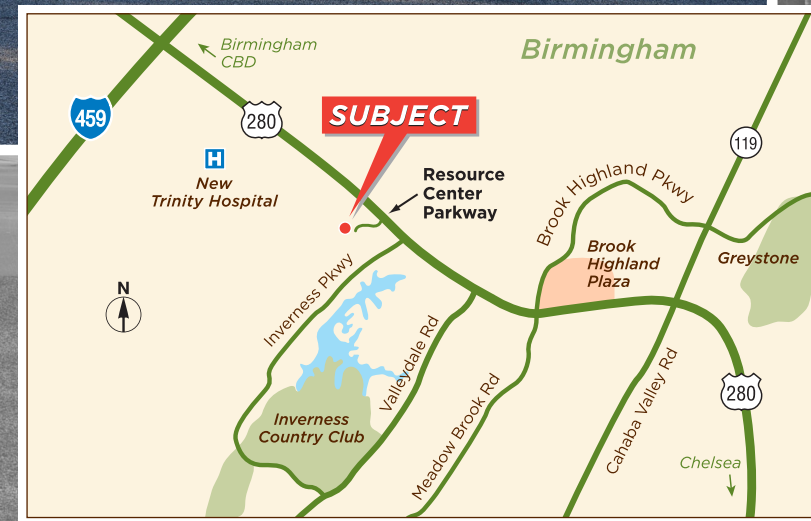 Birmingham
CBD
Birmingham
459
280
SUBJECT
119
H
New
Trinity Hospital
Resource
Center
Parkway
Brook Highland Pkwy
Brook
Highland
Plaza
Greystone
N
Inverness Pkwy
Valleydale Rd
Meadow Brook Rd
Cahaba Valley Rd
280
Inverness
Country Club
Chelsea